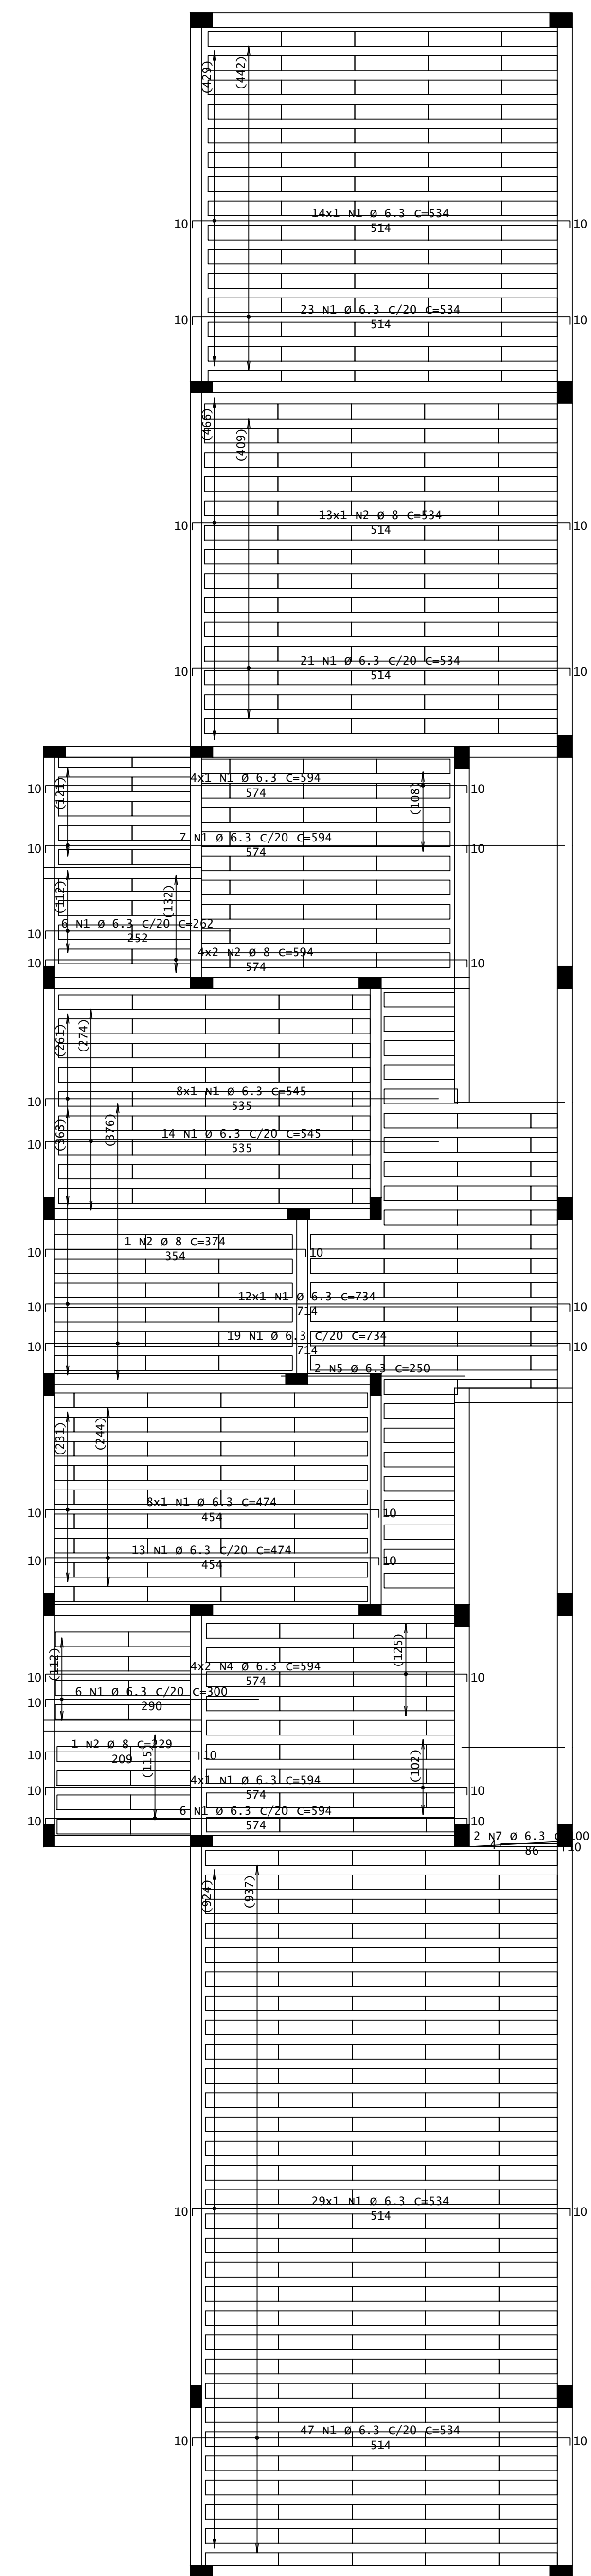 (429)
(442)
14x1 N1 Ø 6.3 C=534
10 10
514
23 N1 Ø 6.3 C/20 C=534
10 10
514
(466)
(409)
13x1 N2 Ø 8 C=534
10 10
514
21 N1 Ø 6.3 C/20 C=534
10 10
514
4x1 N1 Ø 6.3 C=594
10 10
574
(121)
(108)
7 N1 Ø 6.3 C/20 C=594
10 10
574
(112)
(132)
6 N1 Ø 6.3 C/20 C=262
10
252
4x2 N2 Ø 8 C=594
10 10
574
(261)
(274)
8x1 N1 Ø 6.3 C=545
10
535
(363)
(376)
14 N1 Ø 6.3 C/20 C=545
10
535
1 N2 Ø 8 C=374
10 10
354
12x1 N1 Ø 6.3 C=734
10 10
714
19 N1 Ø 6.3 C/20 C=734
10 10
714
2 N5 Ø 6.3 C=250
(231)
(244)
8x1 N1 Ø 6.3 C=474
10 10
454
13 N1 Ø 6.3 C/20 C=474
10 10
454
(112)
(125)
4x2 N4 Ø 6.3 C=594
10 10
574
6 N1 Ø 6.3 C/20 C=300
10
290
1 N2 Ø 8 C=229
10 10
209
(115)
(102)
4x1 N1 Ø 6.3 C=594
10 10
574
6 N1 Ø 6.3 C/20 C=594
10 10
574
2 N7 Ø 6.3 C=100
4 10
86
(924)
(937)
29x1 N1 Ø 6.3 C=534
10 10
514
47 N1 Ø 6.3 C/20 C=534
10 10
514